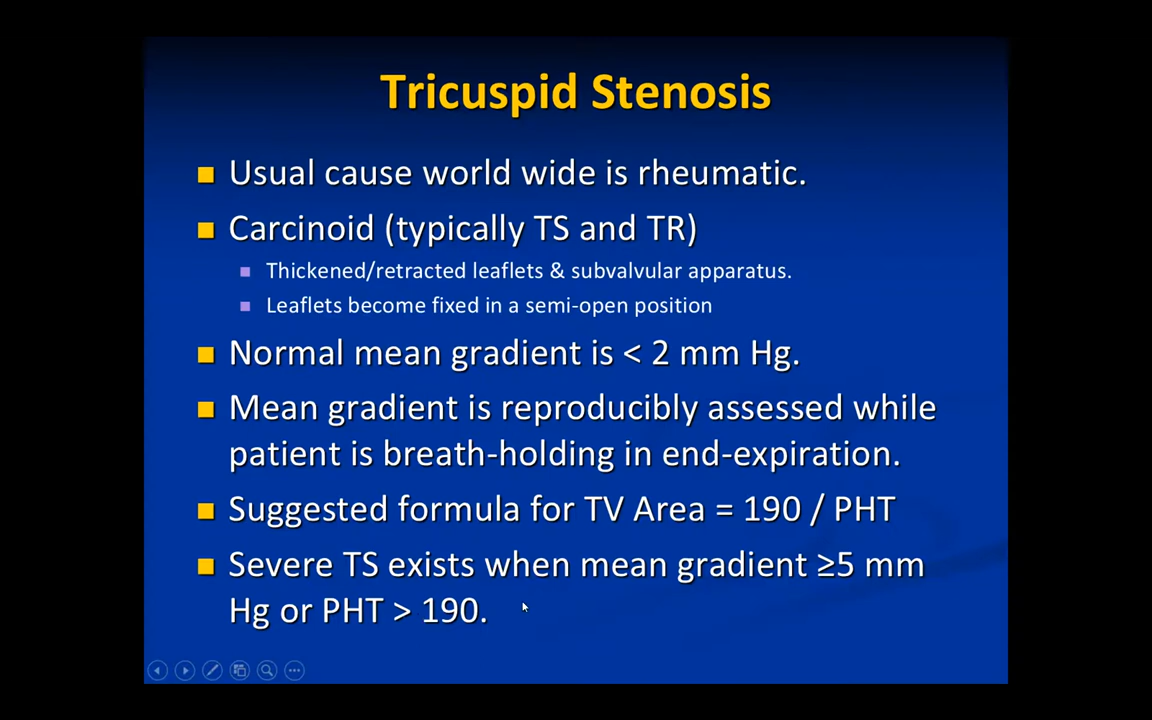 Tricuspid Stenosis
Usual cause world wide is rheumatic.
Carcinoid (typically TS and TR)
Thickened/retracted leaflets & subvalvular apparatus.
Leaflets become fixed in a semi-open position
Normal mean gradient is < 2 mm Hg.
Mean gradient is reproducibly assessed while
patient is breath-holding in end-expiration.
Suggested formula for TV Area = 190 / PHT
Severe TS exists when mean gradient ≥5 mm
Hg or PHT > 190.